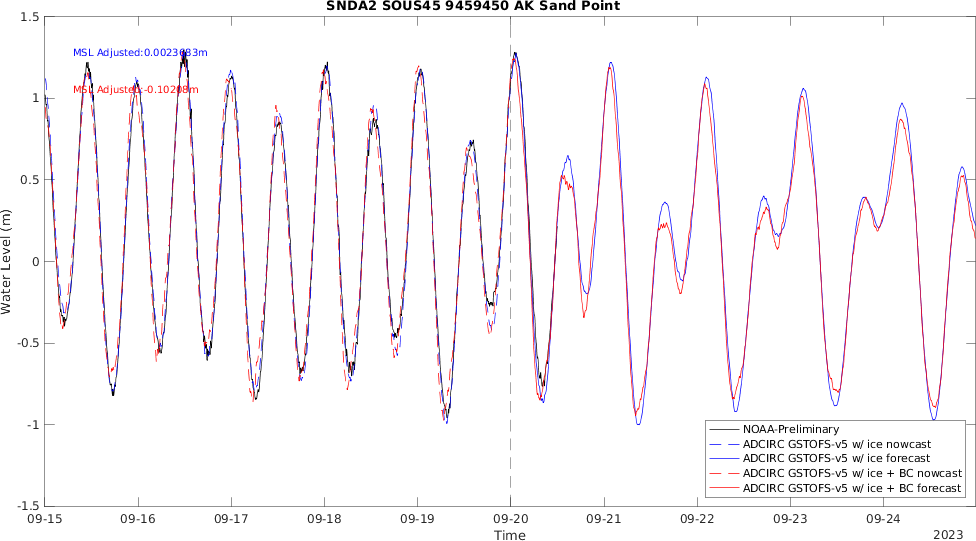 SNDA2 SOUS45 9459450 AK Sand Point
1.5
1
0.5
0
-0.5
-1
-1.5
Water Level (m)
MSL Adjusted:0.0023683m
MSL Adjusted:-0.10208m
NOAA-Preliminary
ADCIRC GSTOFS-v5 w/ ice nowcast
ADCIRC GSTOFS-v5 w/ ice forecast
ADCIRC GSTOFS-v5 w/ ice + BC nowcast
ADCIRC GSTOFS-v5 w/ ice + BC forecast
09-15 09-16 09-17 09-18 09-19 09-20 09-21 09-22 09-23 09-24
Time
2023